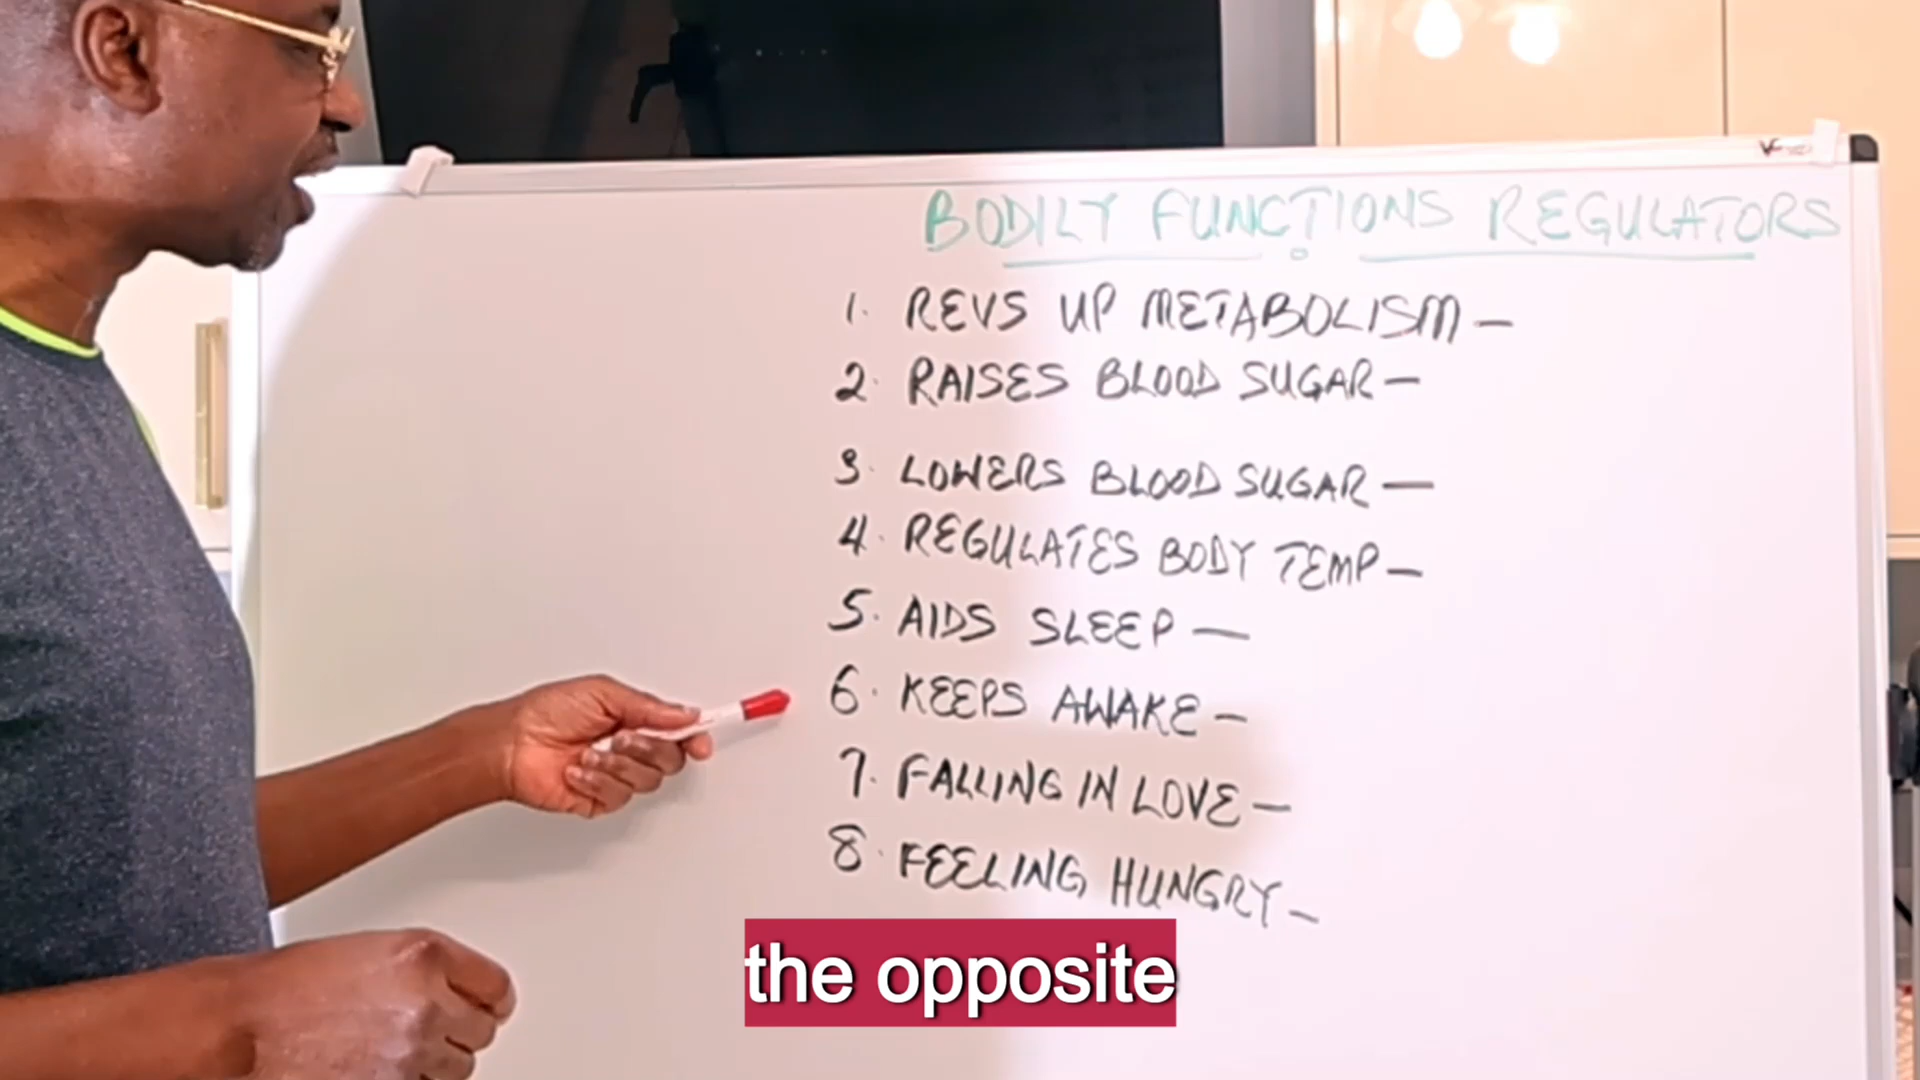 BODILY FUNCTIONS REGULATORS
1. REVS UP METABOLISM —
2. RAISES BLOOD SUGAR —
3. LOWERS BLOOD SUGAR —
4. REGULATES BODY TEMP —
5. AIDS SLEEP —
6. KEEPS AWAKE —
7. FALLING IN LOVE —
8. FEELING HUNGRY —
the opposite